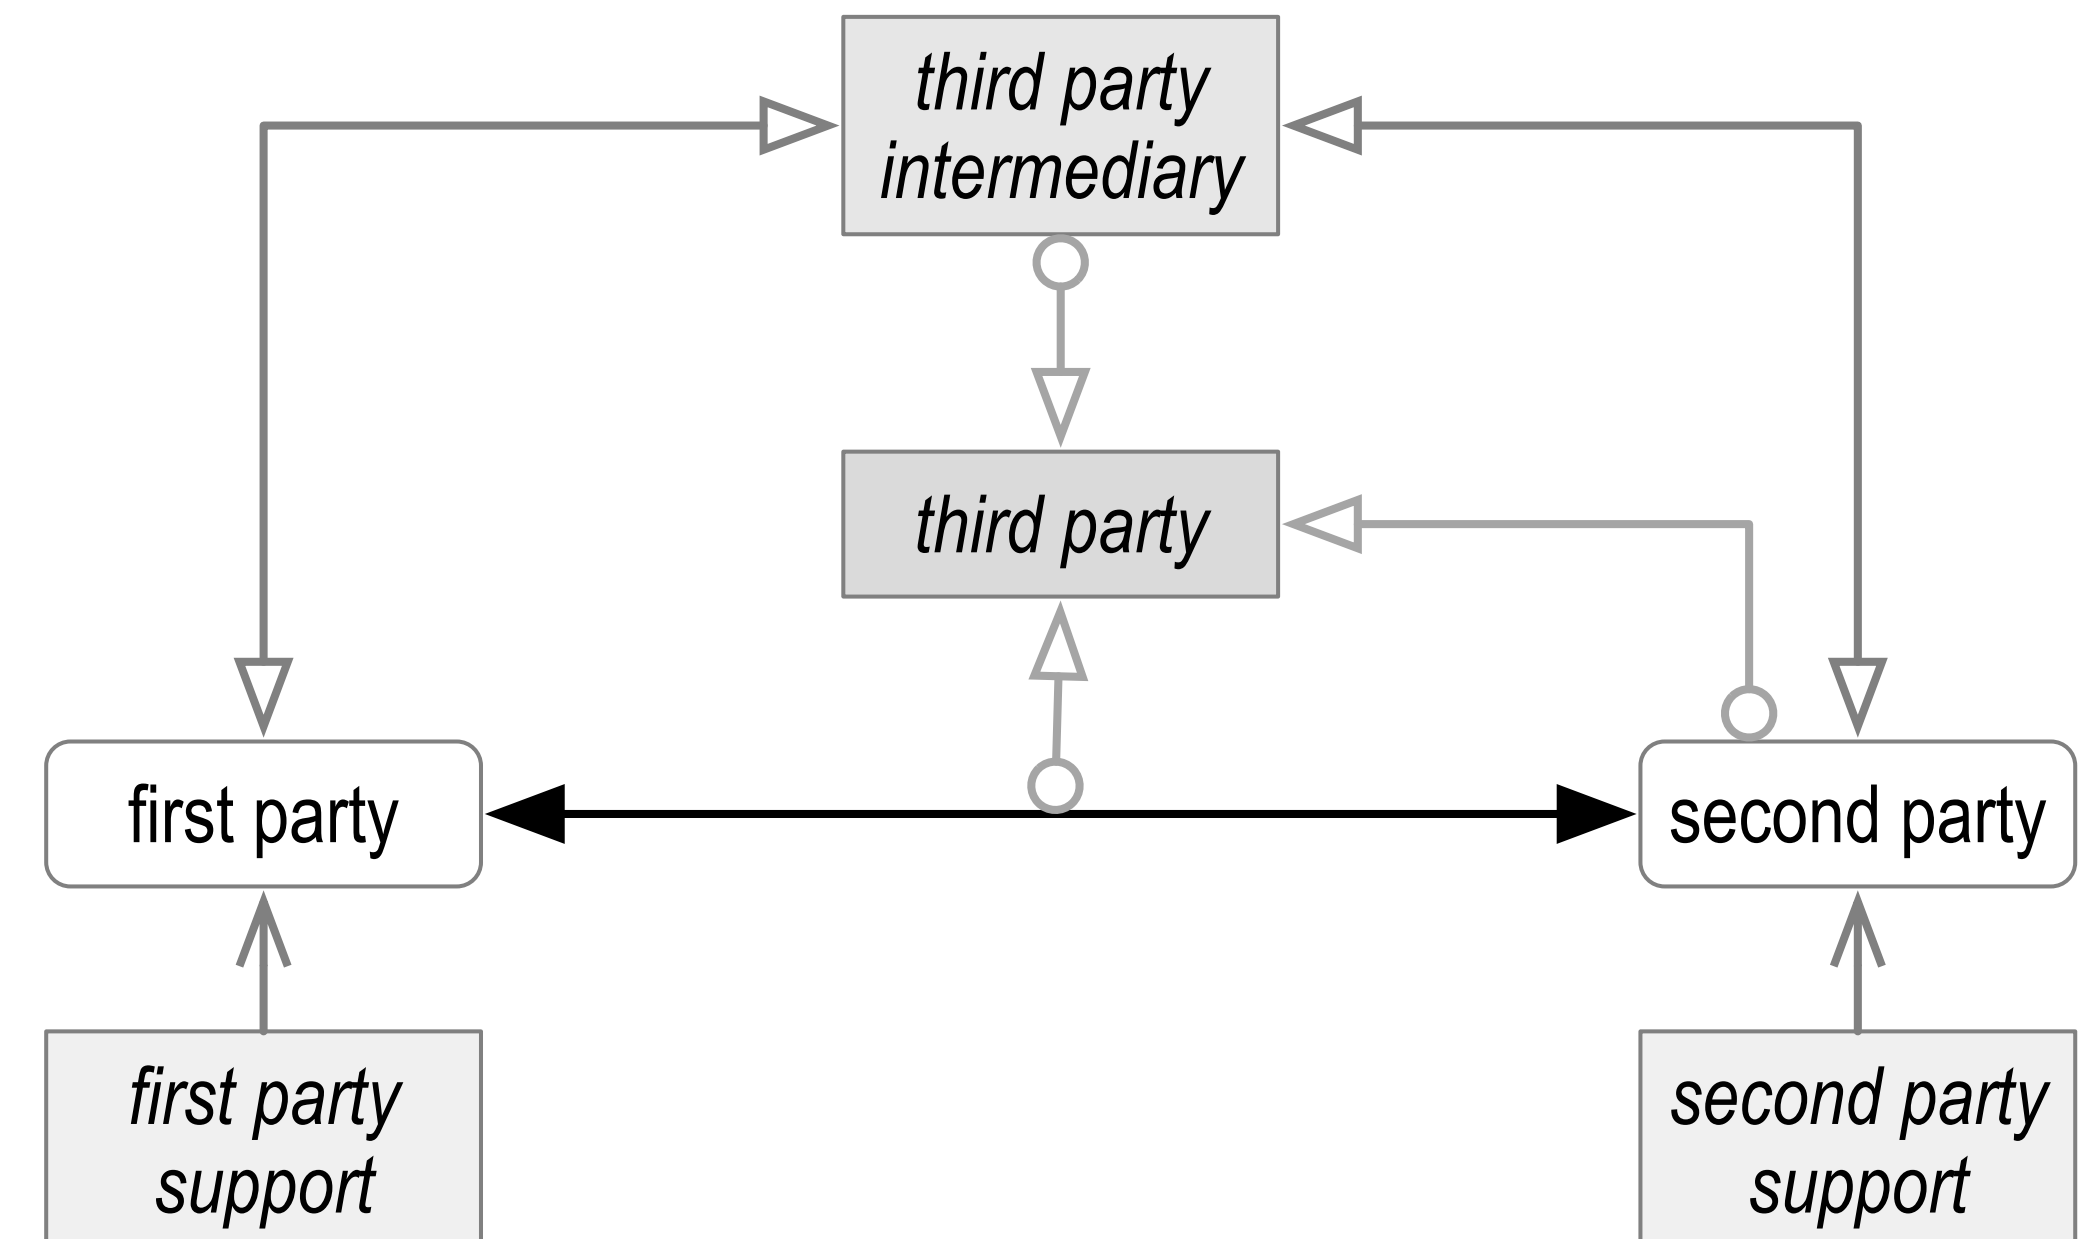 third party
intermediary
third party
first party
second party
first party
support
second party
support